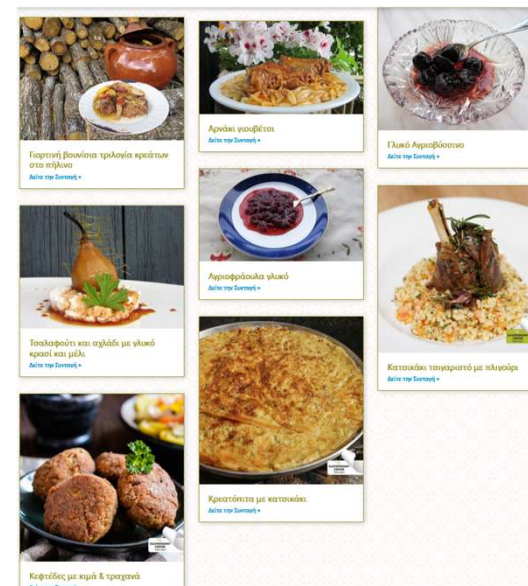 Γιορτινή βουνίσια τριλογία κρεάτων
στο πήλινο
Δείτε την Συνταγή »
Τσαλαφούτι και αχλάδι με γλυκό
κρασί και μέλι
Δείτε την Συνταγή »
Κεφτέδες με κιμά & τραχανά
Αρνάκι γιουβέτσι
Δείτε την Συνταγή »
Αγριοφράουλα γλυκό
Δείτε την Συνταγή »
Κρεατόπιτα με κατσικάκι
Δείτε την Συνταγή »
Γλυκό Αγριοβύσσινο
Δείτε την Συνταγή »
Κατσικάκι τσιγαριστό με πλιγούρι
Δείτε την Συνταγή »